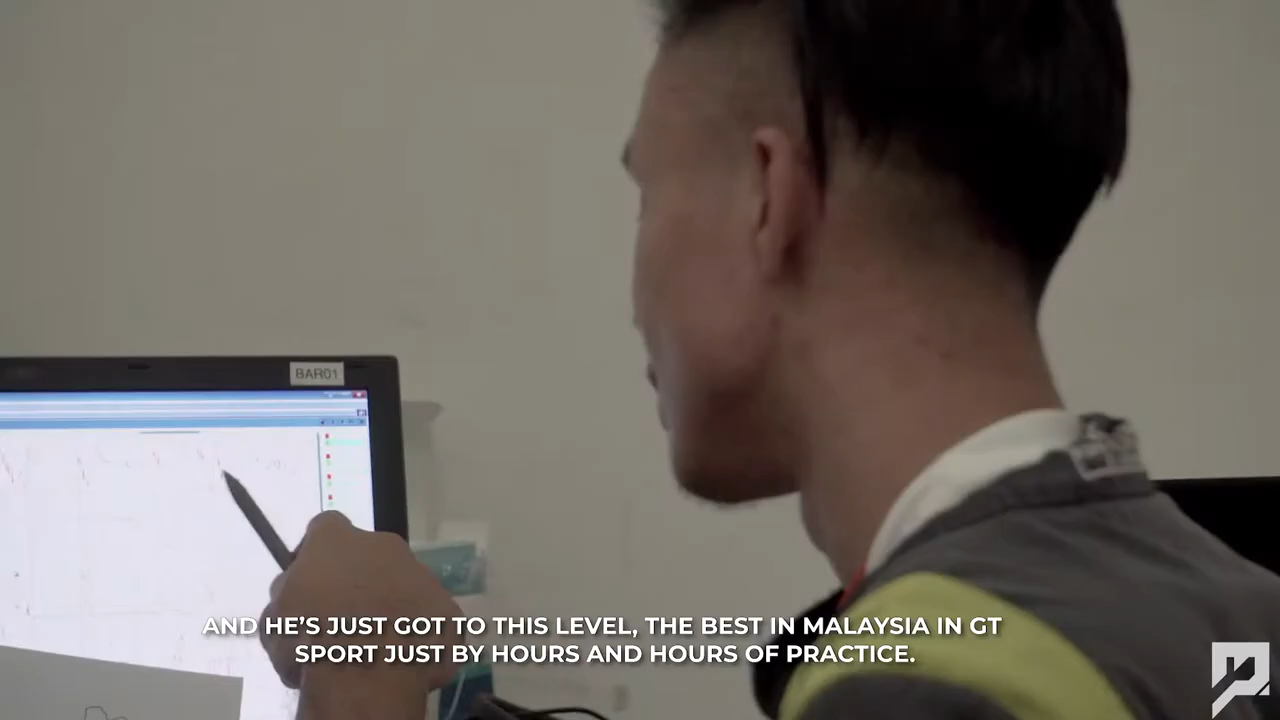 BAR01
AND HE'S JUST GOT TO THIS LEVEL, THE BEST IN MALAYSIA IN GT
SPORT JUST BY HOURS AND HOURS OF PRACTICE.